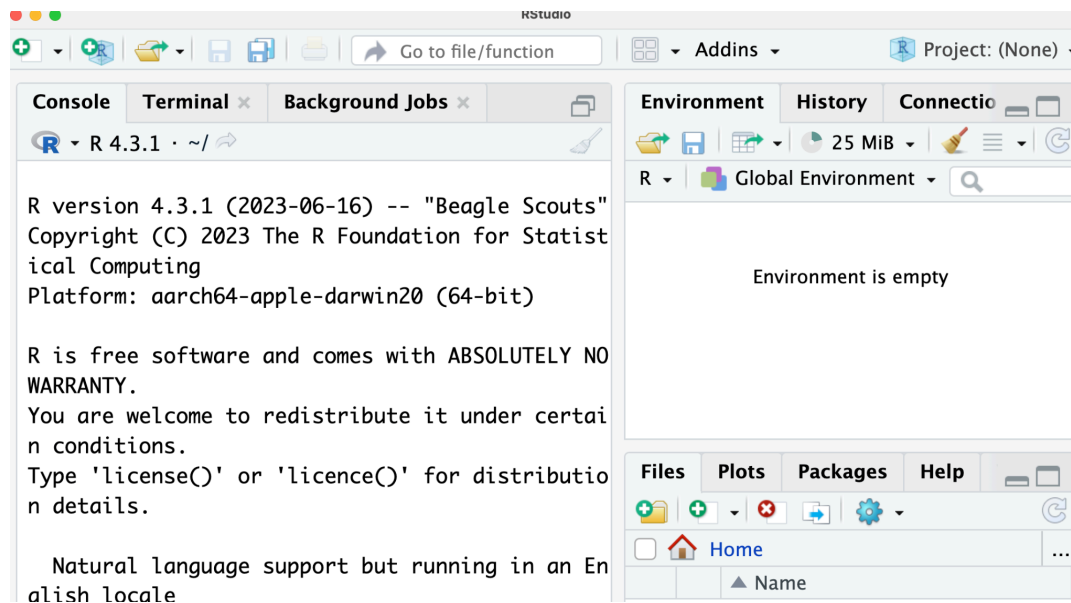 RStudio
Go to file/function
Addins
Project: (None)
Console
Terminal
Background Jobs
R 4.3.1 · ~/
R version 4.3.1 (2023-06-16) -- "Beagle Scouts"
Copyright (C) 2023 The R Foundation for Statist
ical Computing
Platform: aarch64-apple-darwin20 (64-bit)
R is free software and comes with ABSOLUTELY NO
WARRANTY.
You are welcome to redistribute it under certai
n conditions.
Type 'license()' or 'licence()' for distributio
n details.
Natural language support but running in an En
glish locale
Environment
History
Connectio
25 MiB
R
Global Environment
Environment is empty
Files
Plots
Packages
Help
Home
...
Name